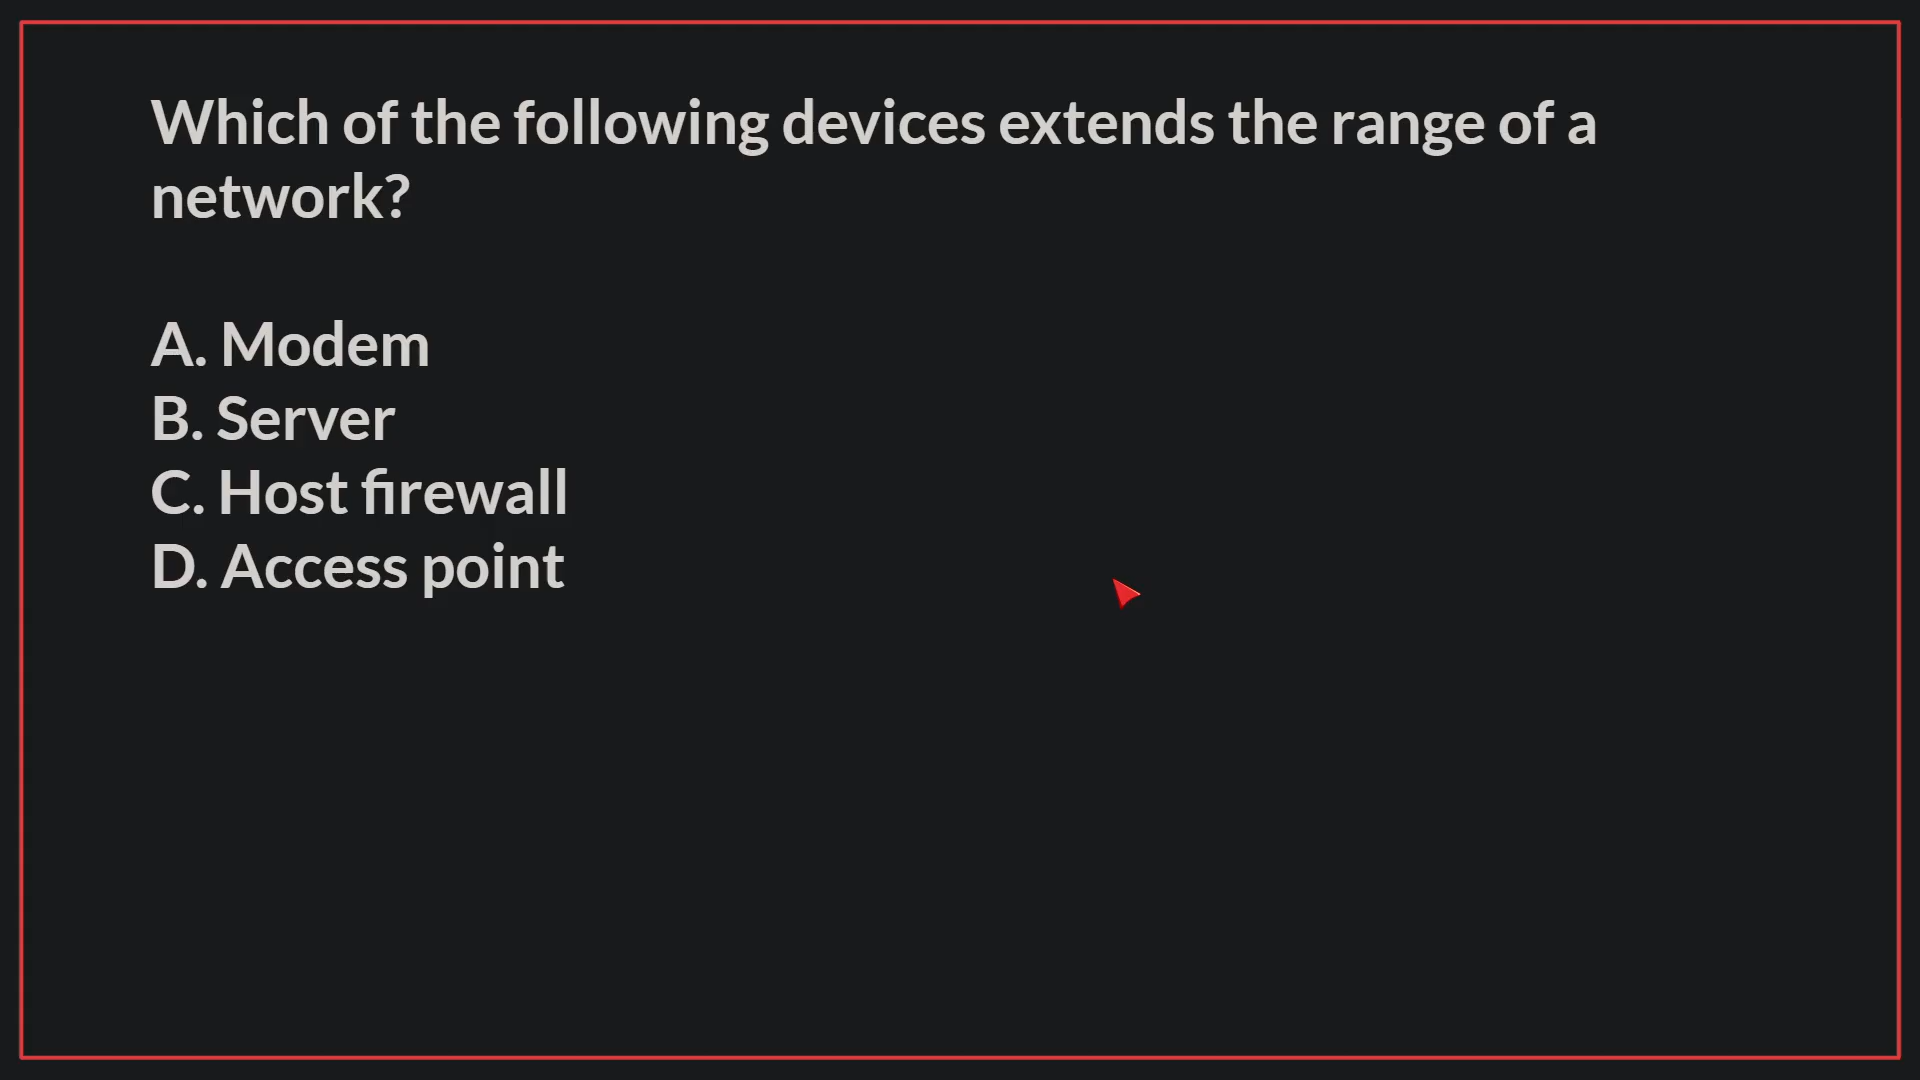 Which of the following devices extends the range of a
network?
A. Modem
B. Server
C. Host firewall
D. Access point